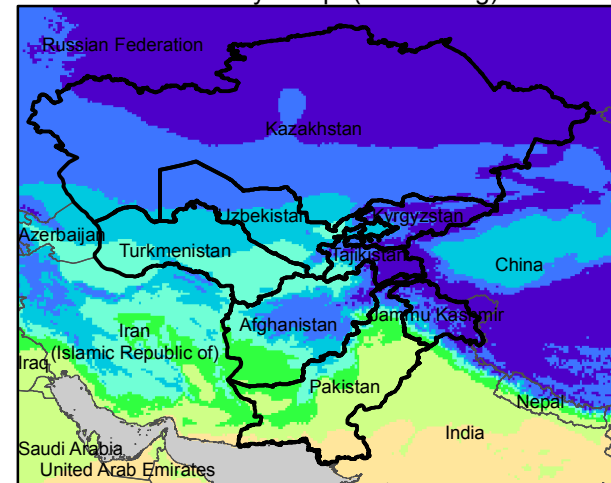 Russian Federation
Kazakhstan
Uzbekistan
Kyrgyzstan
Azerbaijan
Turkmenistan
Tajikistan
China
Afghanistan
Jammu Kashmir
Iran
(Islamic Republic of)
Iraq
Pakistan
Nepal
India
Saudi Arabia
United Arab Emirates